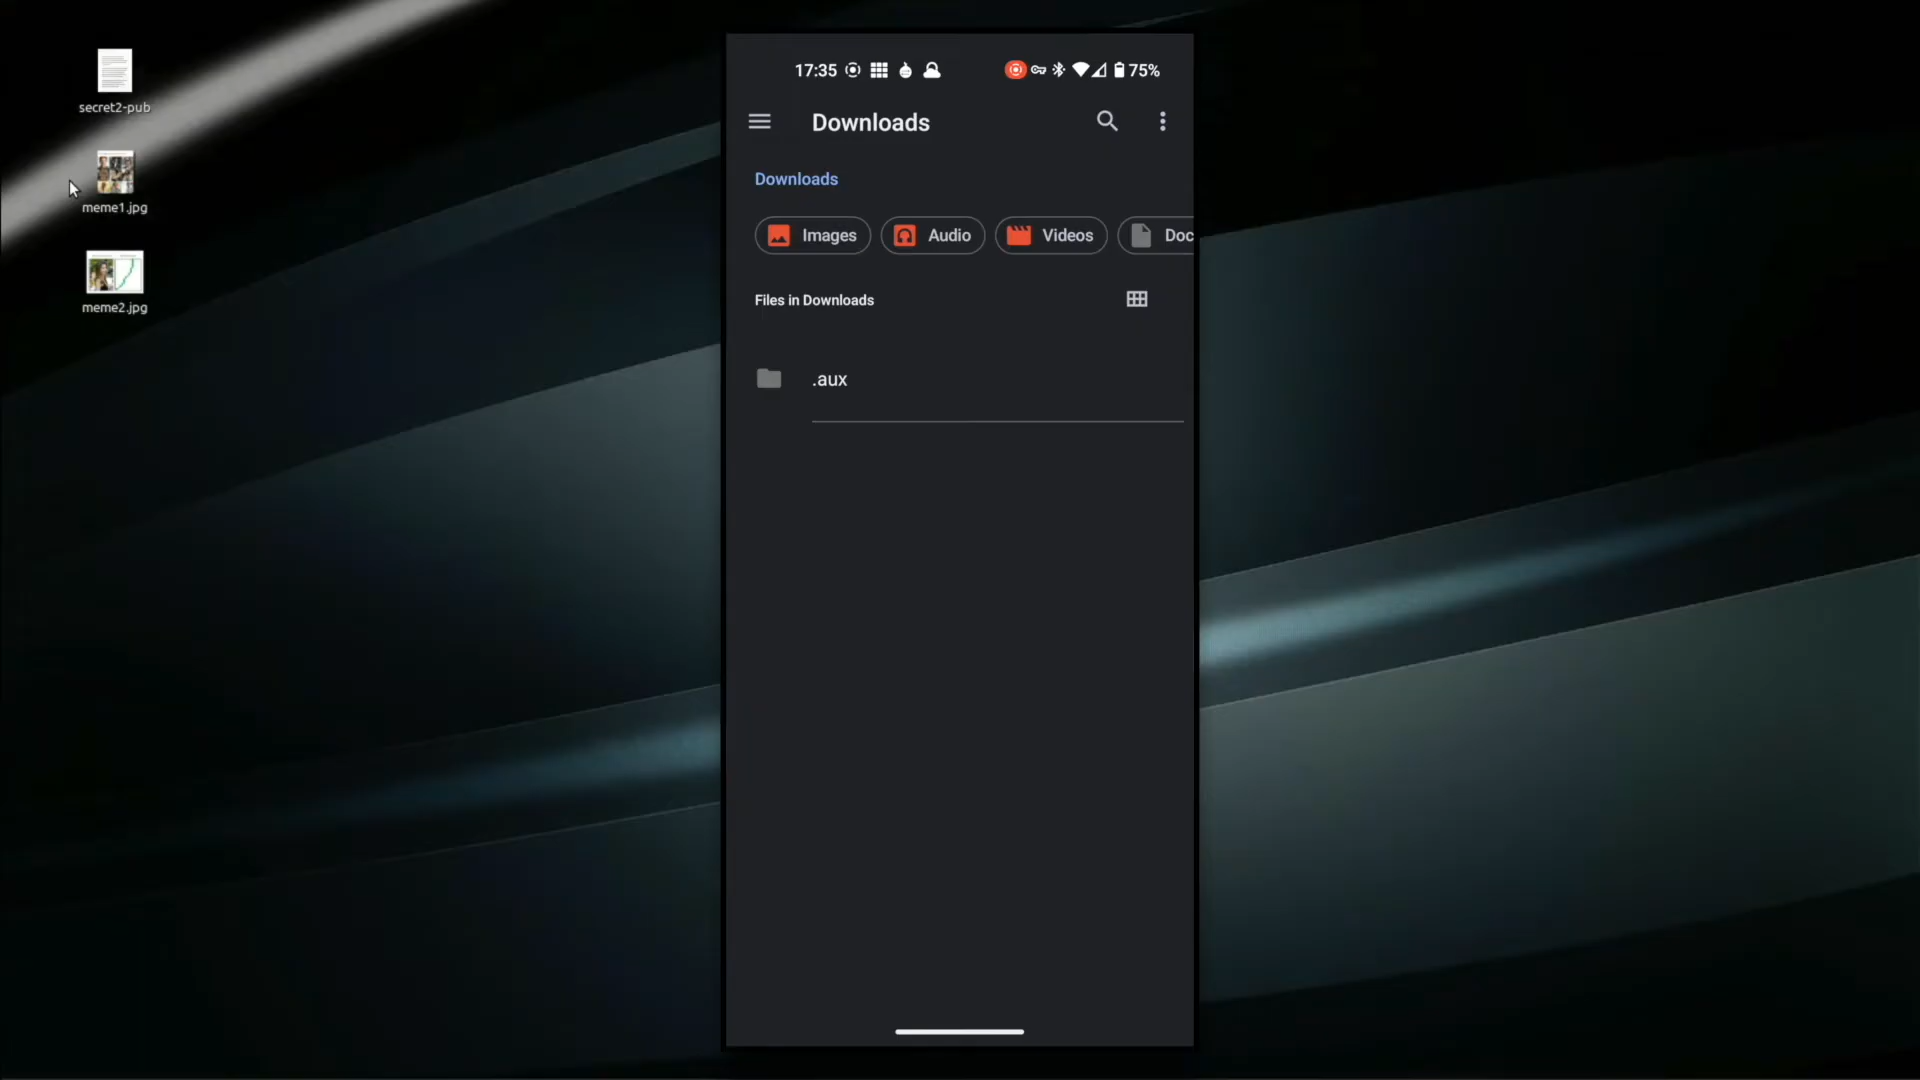 secret2-pub
meme1.jpg
meme2.jpg
17:35 75%
Downloads
Downloads
Images Audio Videos Doc
Files in Downloads
.aux